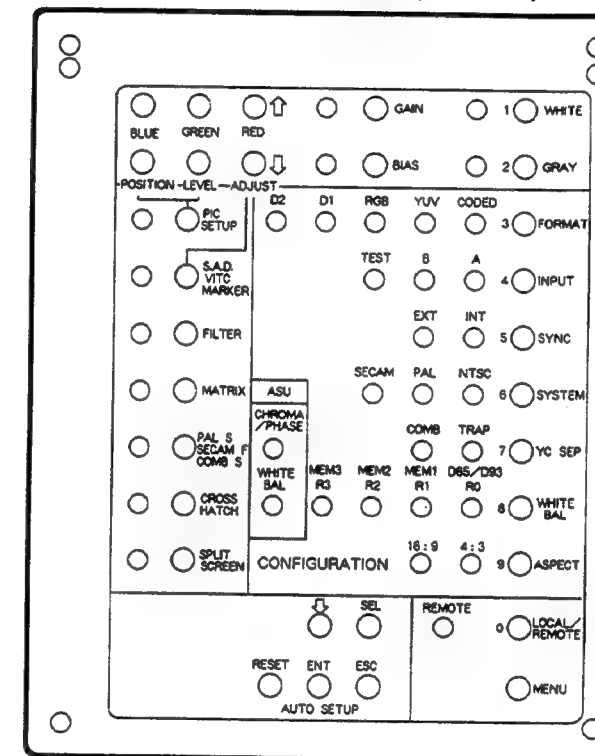 GAIN 1 WHITE
BLUE GREEN RED
BIAS 2 GRAY
POSITION LEVEL ADJUST
D2 D1 RGB YUV CODED
PIC SETUP
3 FORMAT
TEST B A
S.A.D. VITC MARKER
4 INPUT
EXT INT
FILTER
5 SYNC
SECAM PAL NTSC
MATRIX
ASU
6 SYSTEM
CHROMA /PHASE
COMB TRAP
PAL S SECAM F COMB S
7 YC SEP
WHITE BAL
MEM3 MEM2 MEM1 D65/D93
R3 R2 R1 R0
CROSS HATCH
8 WHITE BAL
16:9 4:3
SPLIT SCREEN
CONFIGURATION
9 ASPECT
SEL
REMOTE
0 LOCAL/ REMOTE
RESET ENT ESC
MENU
AUTO SETUP